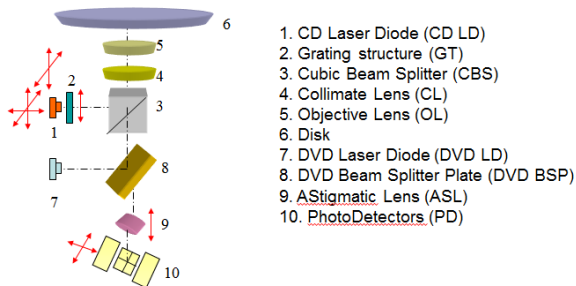 6
5
4
2
3
1
8
7
9
10
1. CD Laser Diode (CD LD)
2. Grating structure (GT)
3. Cubic Beam Splitter (CBS)
4. Collimate Lens (CL)
5. Objective Lens (OL)
6. Disk
7. DVD Laser Diode (DVD LD)
8. DVD Beam Splitter Plate (DVD BSP)
9. AStigmatic Lens (ASL)
10. PhotoDetectors (PD)